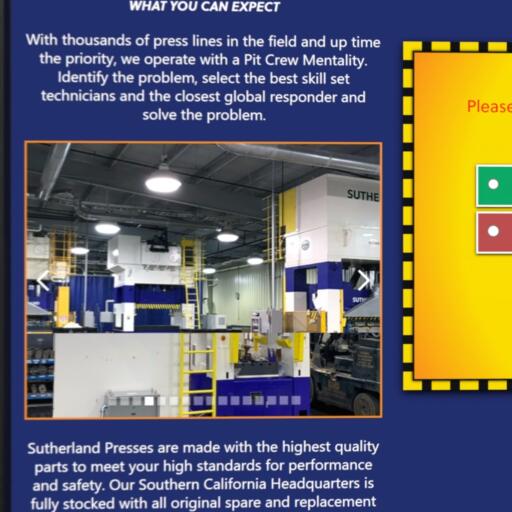 WHAT YOU CAN EXPECT
With thousands of press lines in the field and up time
the priority, we operate with a Pit Crew Mentality.
Identify the problem, select the best skill set
technicians and the closest global responder and
solve the problem.
Please
SUTHE
Sutherland Presses are made with the highest quality
parts to meet your high standards for performance
and safety. Our Southern California Headquarters is
fully stocked with all original spare and replacement